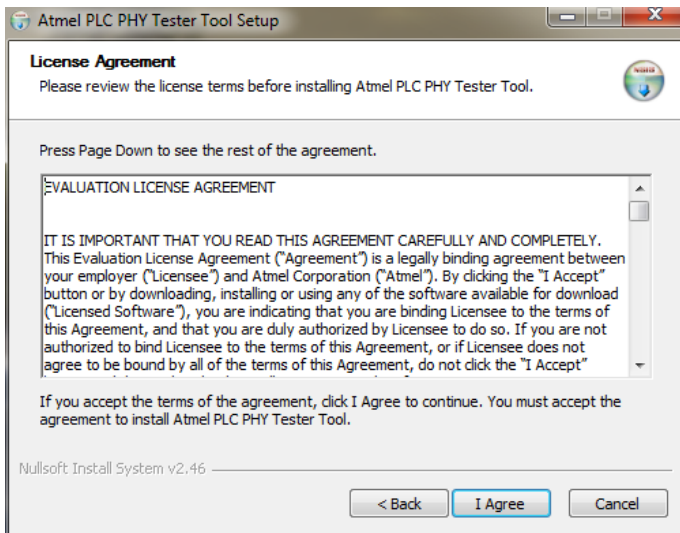 Atmel PLC PHY Tester Tool Setup
License Agreement
Please review the license terms before installing Atmel PLC PHY Tester Tool.
Press Page Down to see the rest of the agreement.
EVALUATION LICENSE AGREEMENT
IT IS IMPORTANT THAT YOU READ THIS AGREEMENT CAREFULLY AND COMPLETELY.
This Evaluation License Agreement (“Agreement”) is a legally binding agreement between
your employer (“Licensee”) and Atmel Corporation (“Atmel”). By clicking the “I Accept”
button or by downloading, installing or using any of the software available for download
(“Licensed Software”), you are indicating that you are binding Licensee to the terms of
this Agreement, and that you are duly authorized by Licensee to do so. If you are not
authorized to bind Licensee to the terms of this Agreement, or if Licensee does not
agree to be bound by all of the terms of this Agreement, do not click the “I Accept”
If you accept the terms of the agreement, click I Agree to continue. You must accept the
agreement to install Atmel PLC PHY Tester Tool.
Nullsoft Install System v2.46
< Back
I Agree
Cancel